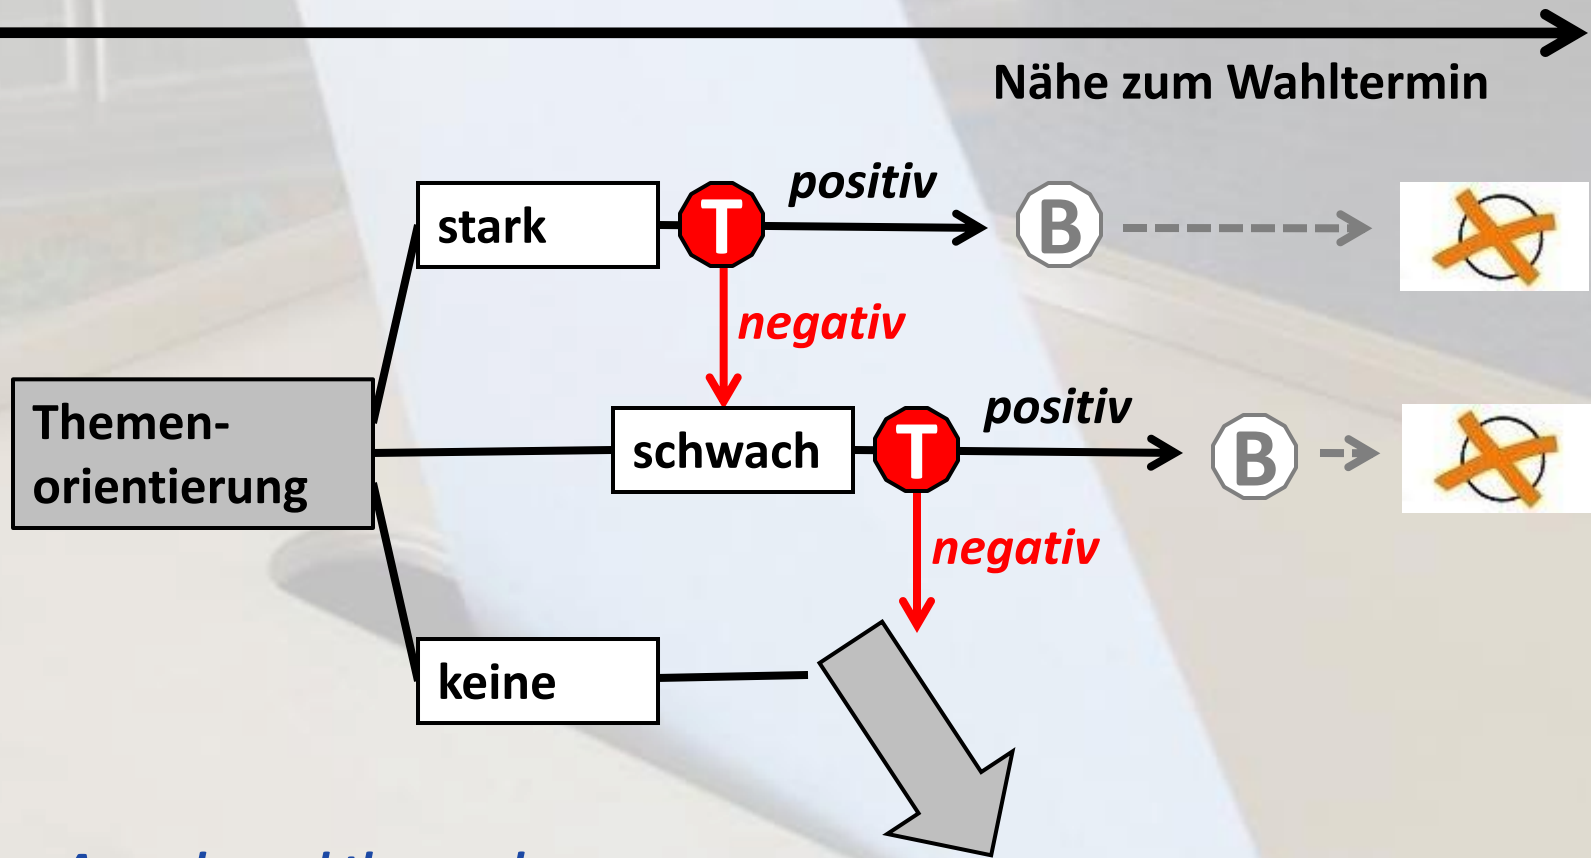 Nähe zum Wahltermin
stark
T
positiv
B
negativ
Themen-
orientierung
schwach
T
positiv
B
negativ
keine